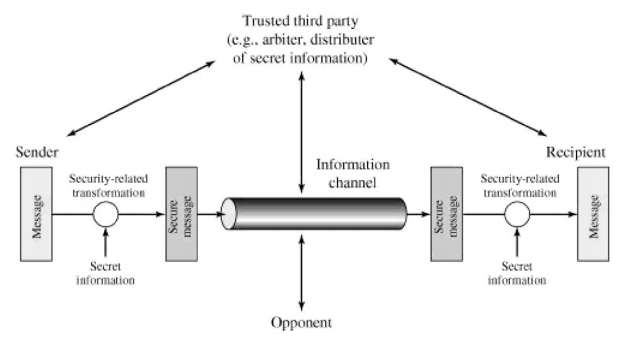 Trusted third party
(e.g., arbiter, distributer
of secret information)
Sender
Recipient
Information
channel
Security-related
transformation
Security-related
transformation
Message
Secure
message
Secure
message
Message
Secret
information
Secret
information
Opponent